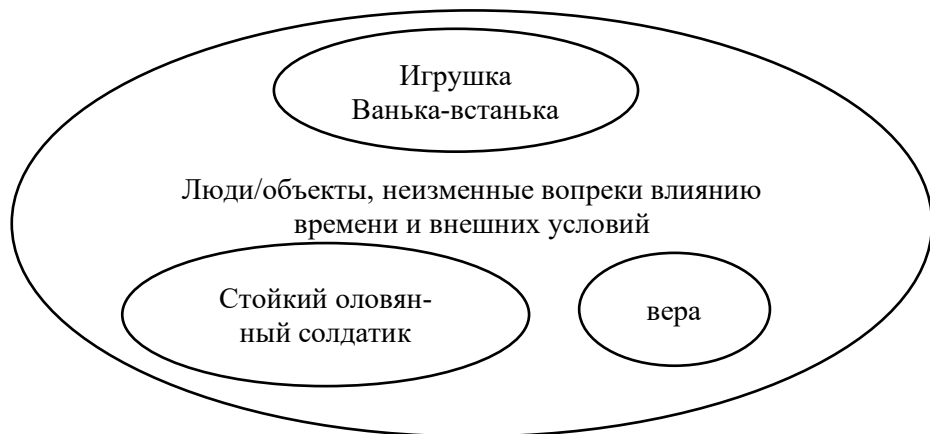 Игрушка
Ванька-встанька
Люди/объекты, неизменные вопреки влиянию
времени и внешних условий
Стойкий оловян-
ный солдатик
вера